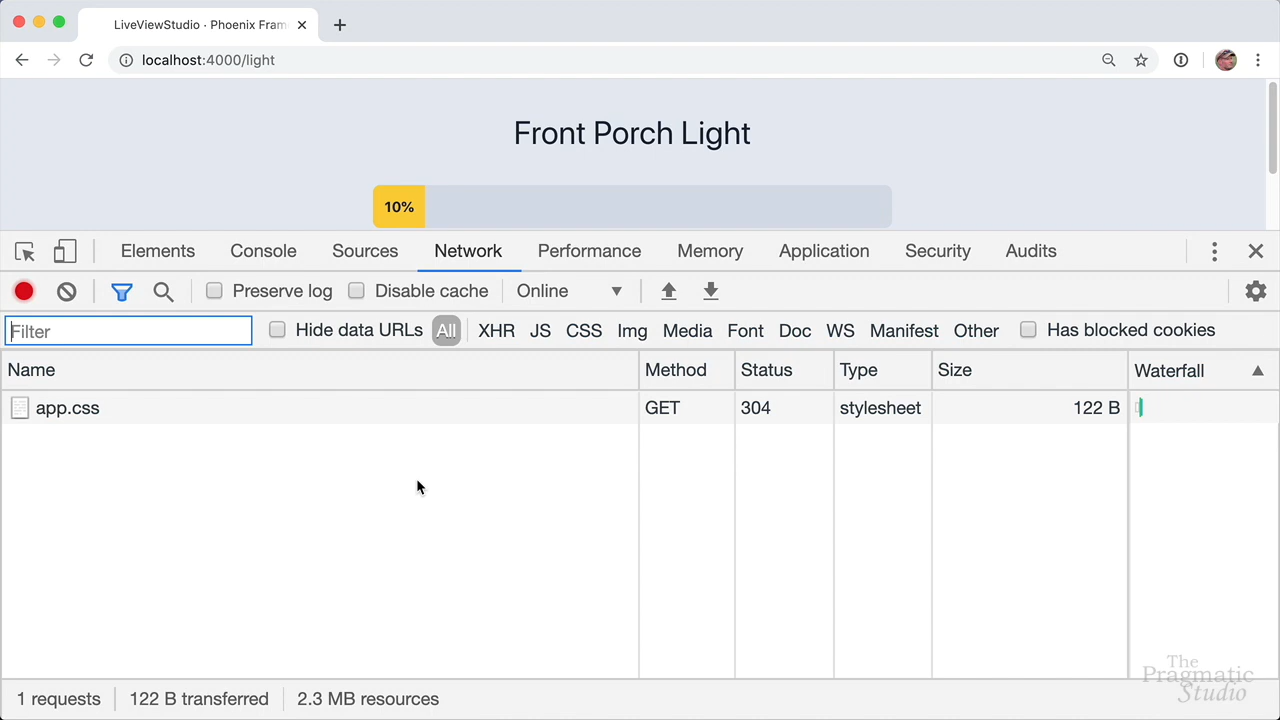 LiveViewStudio · Phoenix Fram
localhost:4000/light
Front Porch Light
10%
Elements Console Sources Network Performance Memory Application Security Audits
Preserve log Disable cache Online
Filter Hide data URLs All XHR JS CSS Img Media Font Doc WS Manifest Other Has blocked cookies
Name Method Status Type Size Waterfall
app.css GET 304 stylesheet 122 B
1 requests 122 B transferred 2.3 MB resources
The
Pragmatic
Studio